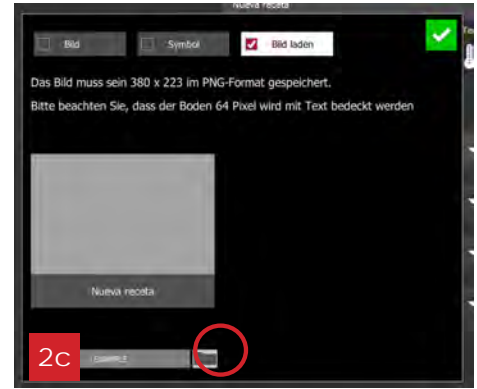 Nueva receta
Bild
Symbol
Bild laden
Das Bild muss sein 380 x 223 im PNG-Format gespeichert.
Bitte beachten Sie, dass der Boden 64 Pixel wird mit Text bedeckt werden
Nueva receta
2c